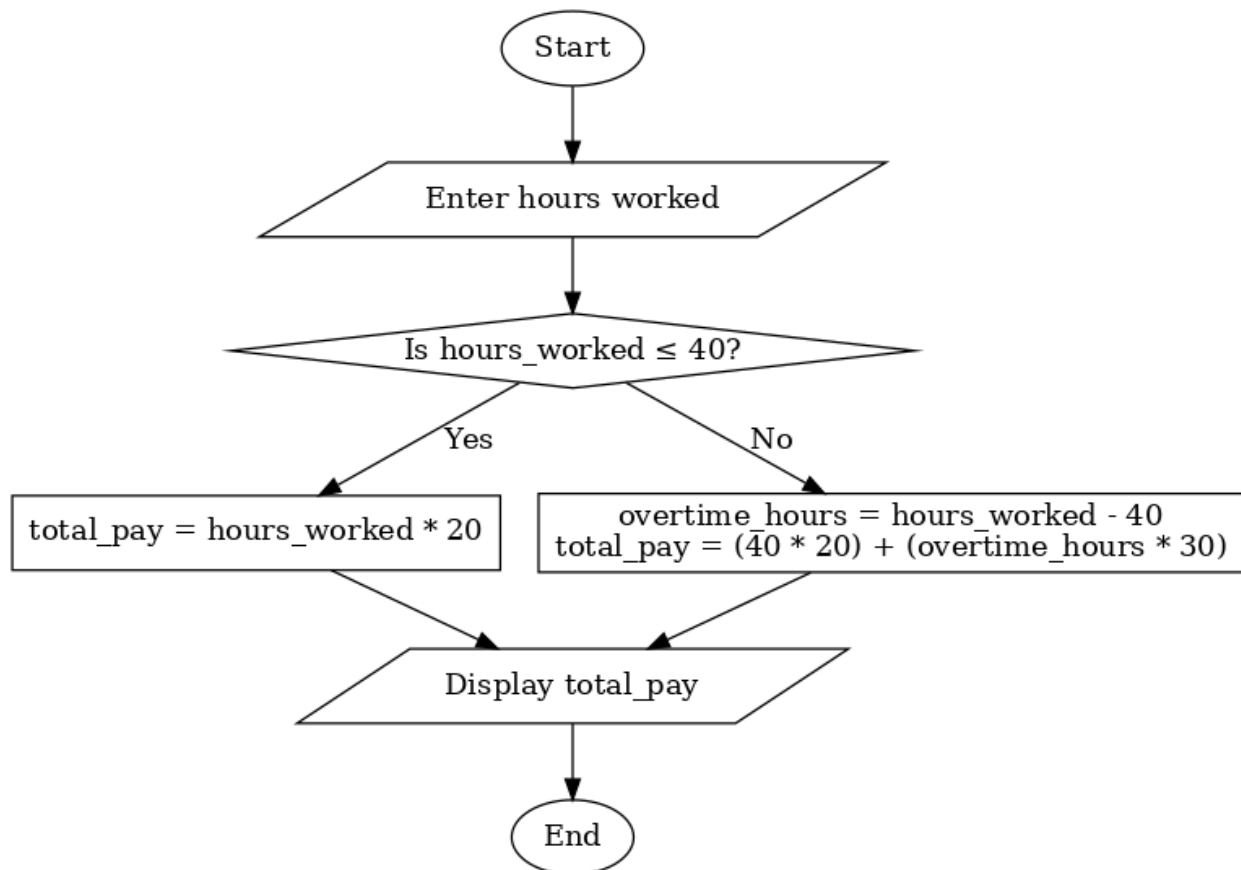 Start
Enter hours worked
Is hours_worked ≤ 40?
Yes
No
total_pay = hours_worked * 20
overtime_hours = hours_worked - 40
total_pay = (40 * 20) + (overtime_hours * 30)
Display total_pay
End